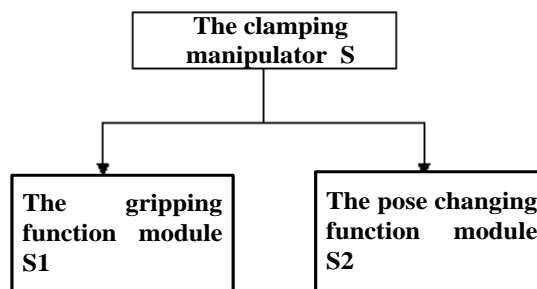 The clamping
manipulator S
The gripping
function module
S1
The pose changing
function module
S2